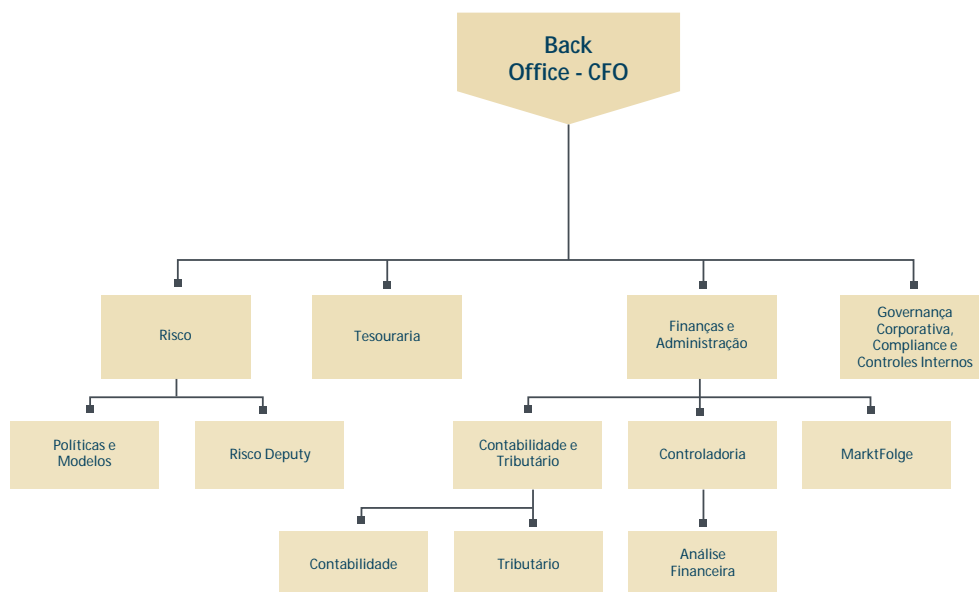 Back
Office - CFO
Risco
Tesouraria
Finanças e
Administração
Governança
Corporativa,
Compliance e
Controles Internos
Políticas e
Modelos
Risco Deputy
Contabilidade e
Tributário
Controladoria
MarktFolge
Contabilidade
Tributário
Análise
Financeira